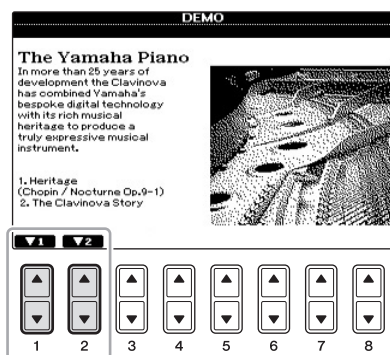 DEMO
The Yamaha Piano
In more than 25 years of
development the Clavinova
has combined Yamaha's
bespoke digital technology
with its rich musical
heritage to produce a
truly expressive musical
instrument.
1. Heritage
(Chopin / Nocturne Op.9-1)
2. The Clavinova Story
▼1 ▼2
1 2 3 4 5 6 7 8